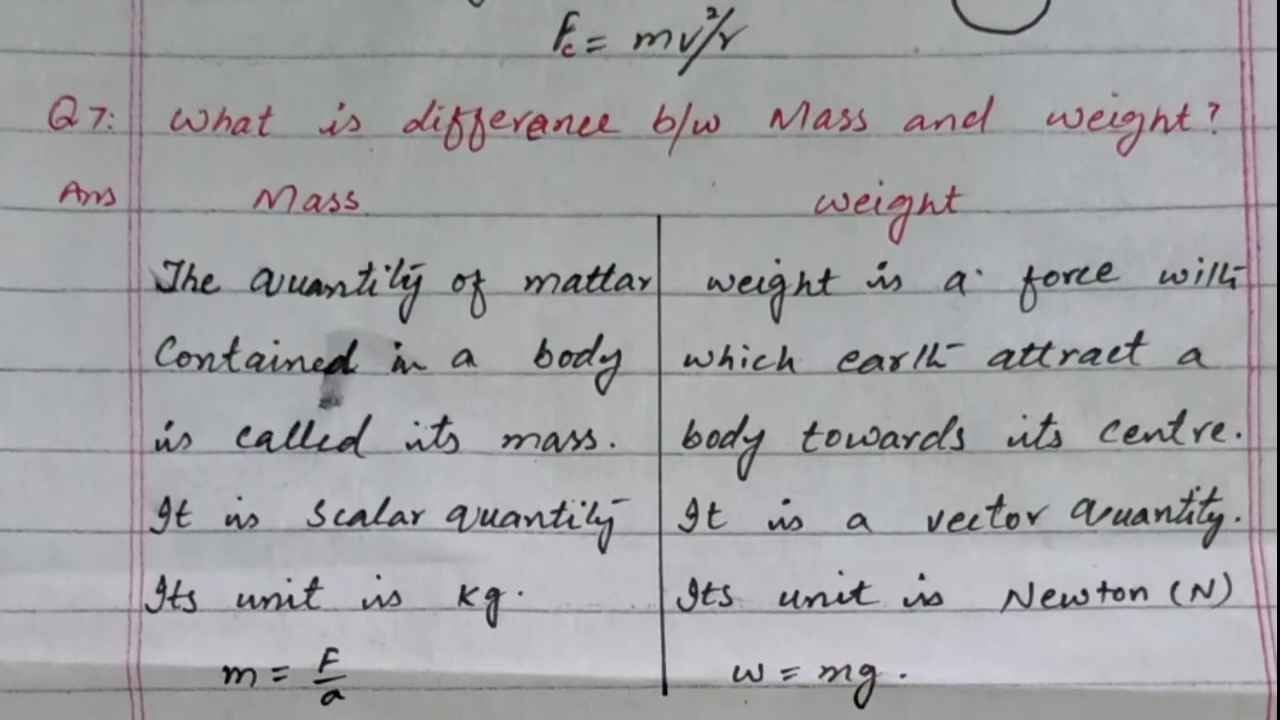 Fc = mv²/r
Q7: What is difference b/w Mass and weight?
Ans Mass weight
The quantity of mattar
Contained in a body
is called its mass.
It is scalar quantity
Its unit is kg.
m = F/a
weight is a force with
which earth attract a
body towards its centre.
It is a vector quantity.
Its unit is Newton (N)
w = mg.